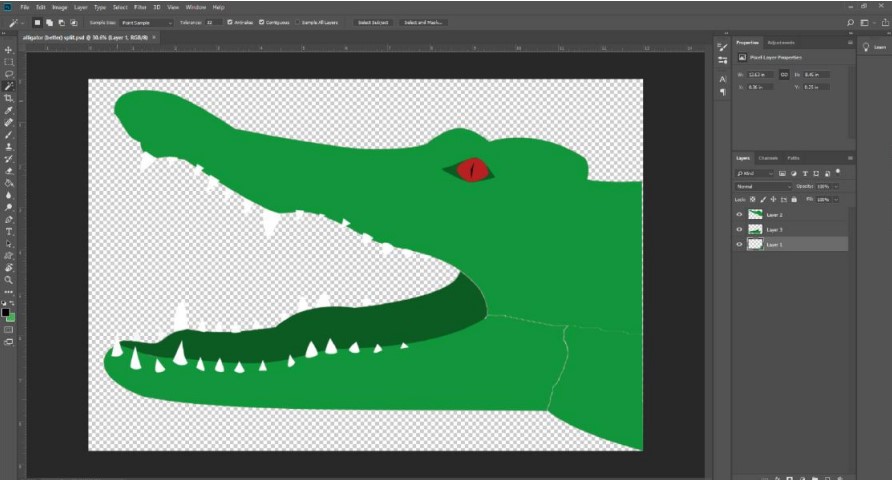 File Edit Image Layer Type Select Filter 3D View Window Help
Sample Size: Point Sample Tolerance: 32 Anti-alias Contiguous Sample All Layers Select Subject Select and Mask...
alligator (better) split.psd @ 50.6% (Layer 1, RGB/8) ×
Properties Adjustments
Learn
Pixel Layer Properties
W: 12.63 in H: 8.46 in
X: 0.36 in Y: 0.25 in
Layers Channels Paths
Kind
Normal Opacity: 100%
Lock: Fill: 100%
Layer 2
Layer 3
Layer 1